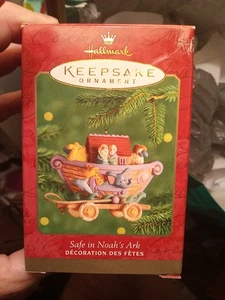 Hallmark
KEEPSAKE
ORNAMENT
Safe in Noah's Ark
DÉCORATION DES FÊTES